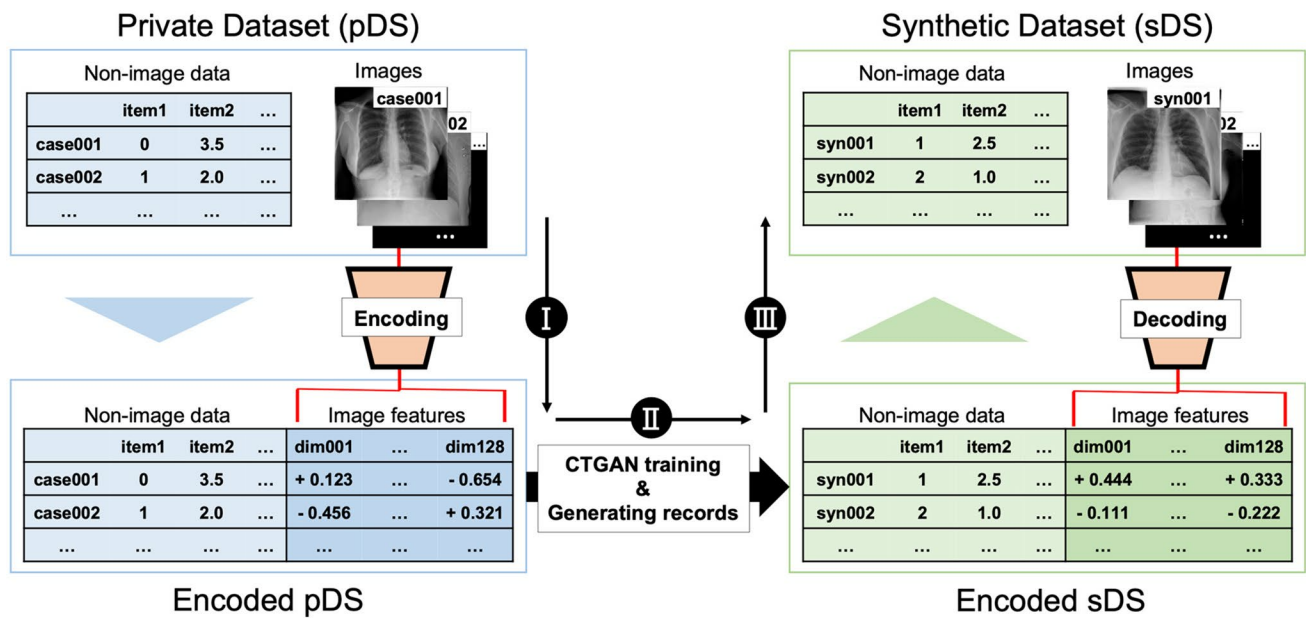 Private Dataset (pDS)
Synthetic Dataset (sDS)
Non-image data
Images
item1 item2 ...
case001 0 3.5 ...
case002 1 2.0 ...
... ... ...
case001
02
...
...
Non-image data
Images
item1 item2 ...
syn001 1 2.5 ...
syn002 2 1.0 ...
... ... ...
syn001
02
...
...
Encoding
I
III
Decoding
II
Non-image data
Image features
item1 item2 ... dim001 ... dim128
case001 0 3.5 ... + 0.123 ... - 0.654
case002 1 2.0 ... - 0.456 ... + 0.321
... ... ... ... ... ... ...
CTGAN training
&
Generating records
Non-image data
Image features
item1 item2 ... dim001 ... dim128
syn001 1 2.5 ... + 0.444 ... + 0.333
syn002 2 1.0 ... - 0.111 ... - 0.222
... ... ... ... ... ... ...
Encoded pDS
Encoded sDS